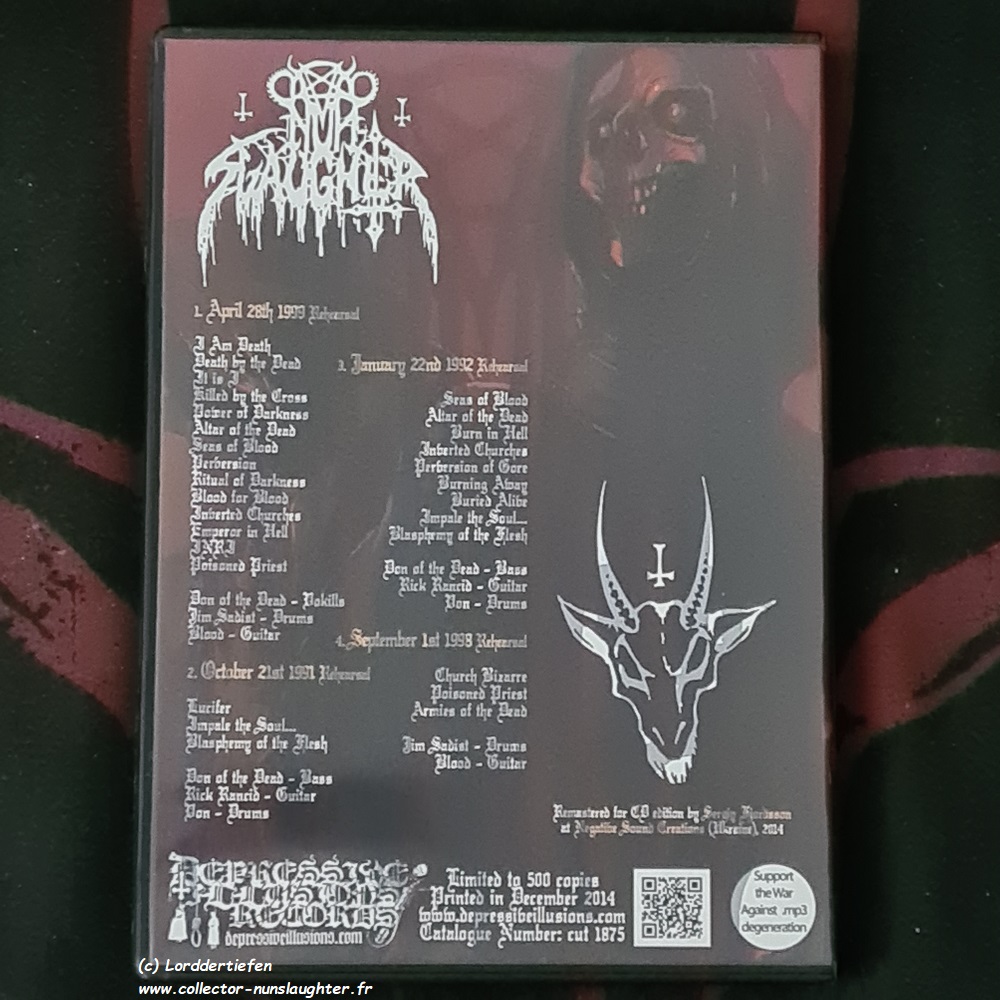 NUN
SLAUGHTER
1. April 28th 1999 Rehearsal
I Am Death
Death by the Dead
It is I
Killed by the Cross
Power of Darkness
Altar of the Dead
Seas of Blood
Perversion
Ritual of Darkness
Blood for Blood
Inverted Churches
Emperor in Hell
INRI
Poisoned Priest
Don of the Dead - Vokills
Jim Sadist - Drums
Blood - Guitar
2. October 21st 1991 Rehearsal
Lucifer
Impale the Soul...
Blasphemy of the Flesh
Don of the Dead - Bass
Rick Rancid - Guitar
Von - Drums
3. January 22nd 1992 Rehearsal
Seas of Blood
Altar of the Dead
Burn in Hell
Inverted Churches
Perversion of Gore
Burning Away
Buried Alive
Impale the Soul...
Blasphemy of the Flesh
Don of the Dead - Bass
Rick Rancid - Guitar
Von - Drums
4. September 1st 1998 Rehearsal
Church Bizarre
Poisoned Priest
Armies of the Dead
Jim Sadist - Drums
Blood - Guitar
Remastered for CD edition by Sergiy Fjordsson
at Negative Sound Creations (Ukraine), 2014
DEPRESSIVE
ILLUSIONS
RECORDS
depressiveillusions.com
Limited to 500 copies
Printed in December 2014
www.depressiveillusions.com
Catalogue Number: cut 1875
Support
the War
Against .mp3
degeneration
(c) Lorddertiefen
www.collector-nunslaughter.fr